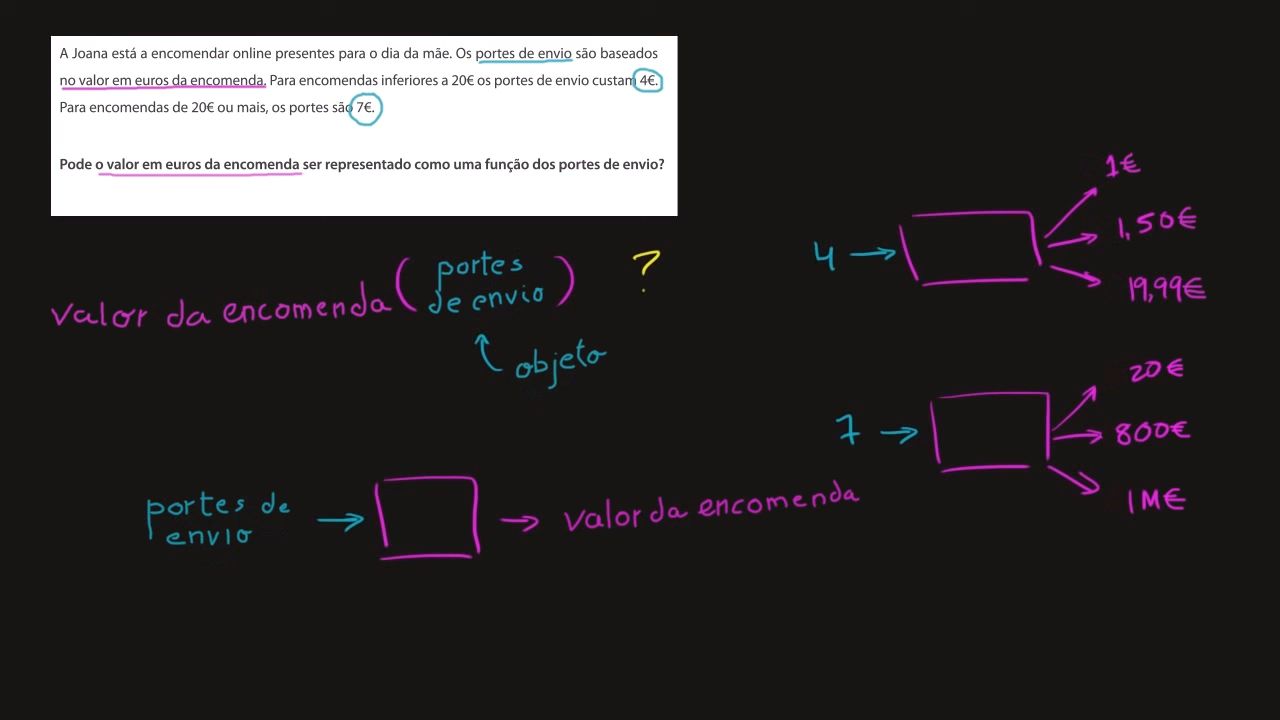 A Joana está a encomendar online presentes para o dia da mãe. Os portes de envio são baseados
no valor em euros da encomenda. Para encomendas inferiores a 20€ os portes de envio custam 4€.
Para encomendas de 20€ ou mais, os portes são 7€.
Pode o valor em euros da encomenda ser representado como uma função dos portes de envio?
valor da encomenda ( portes
de envio ) ?
objeto
portes de
envio
valor da encomenda
4
1€
1,50€
19,99€
7
20€
800€
1M€